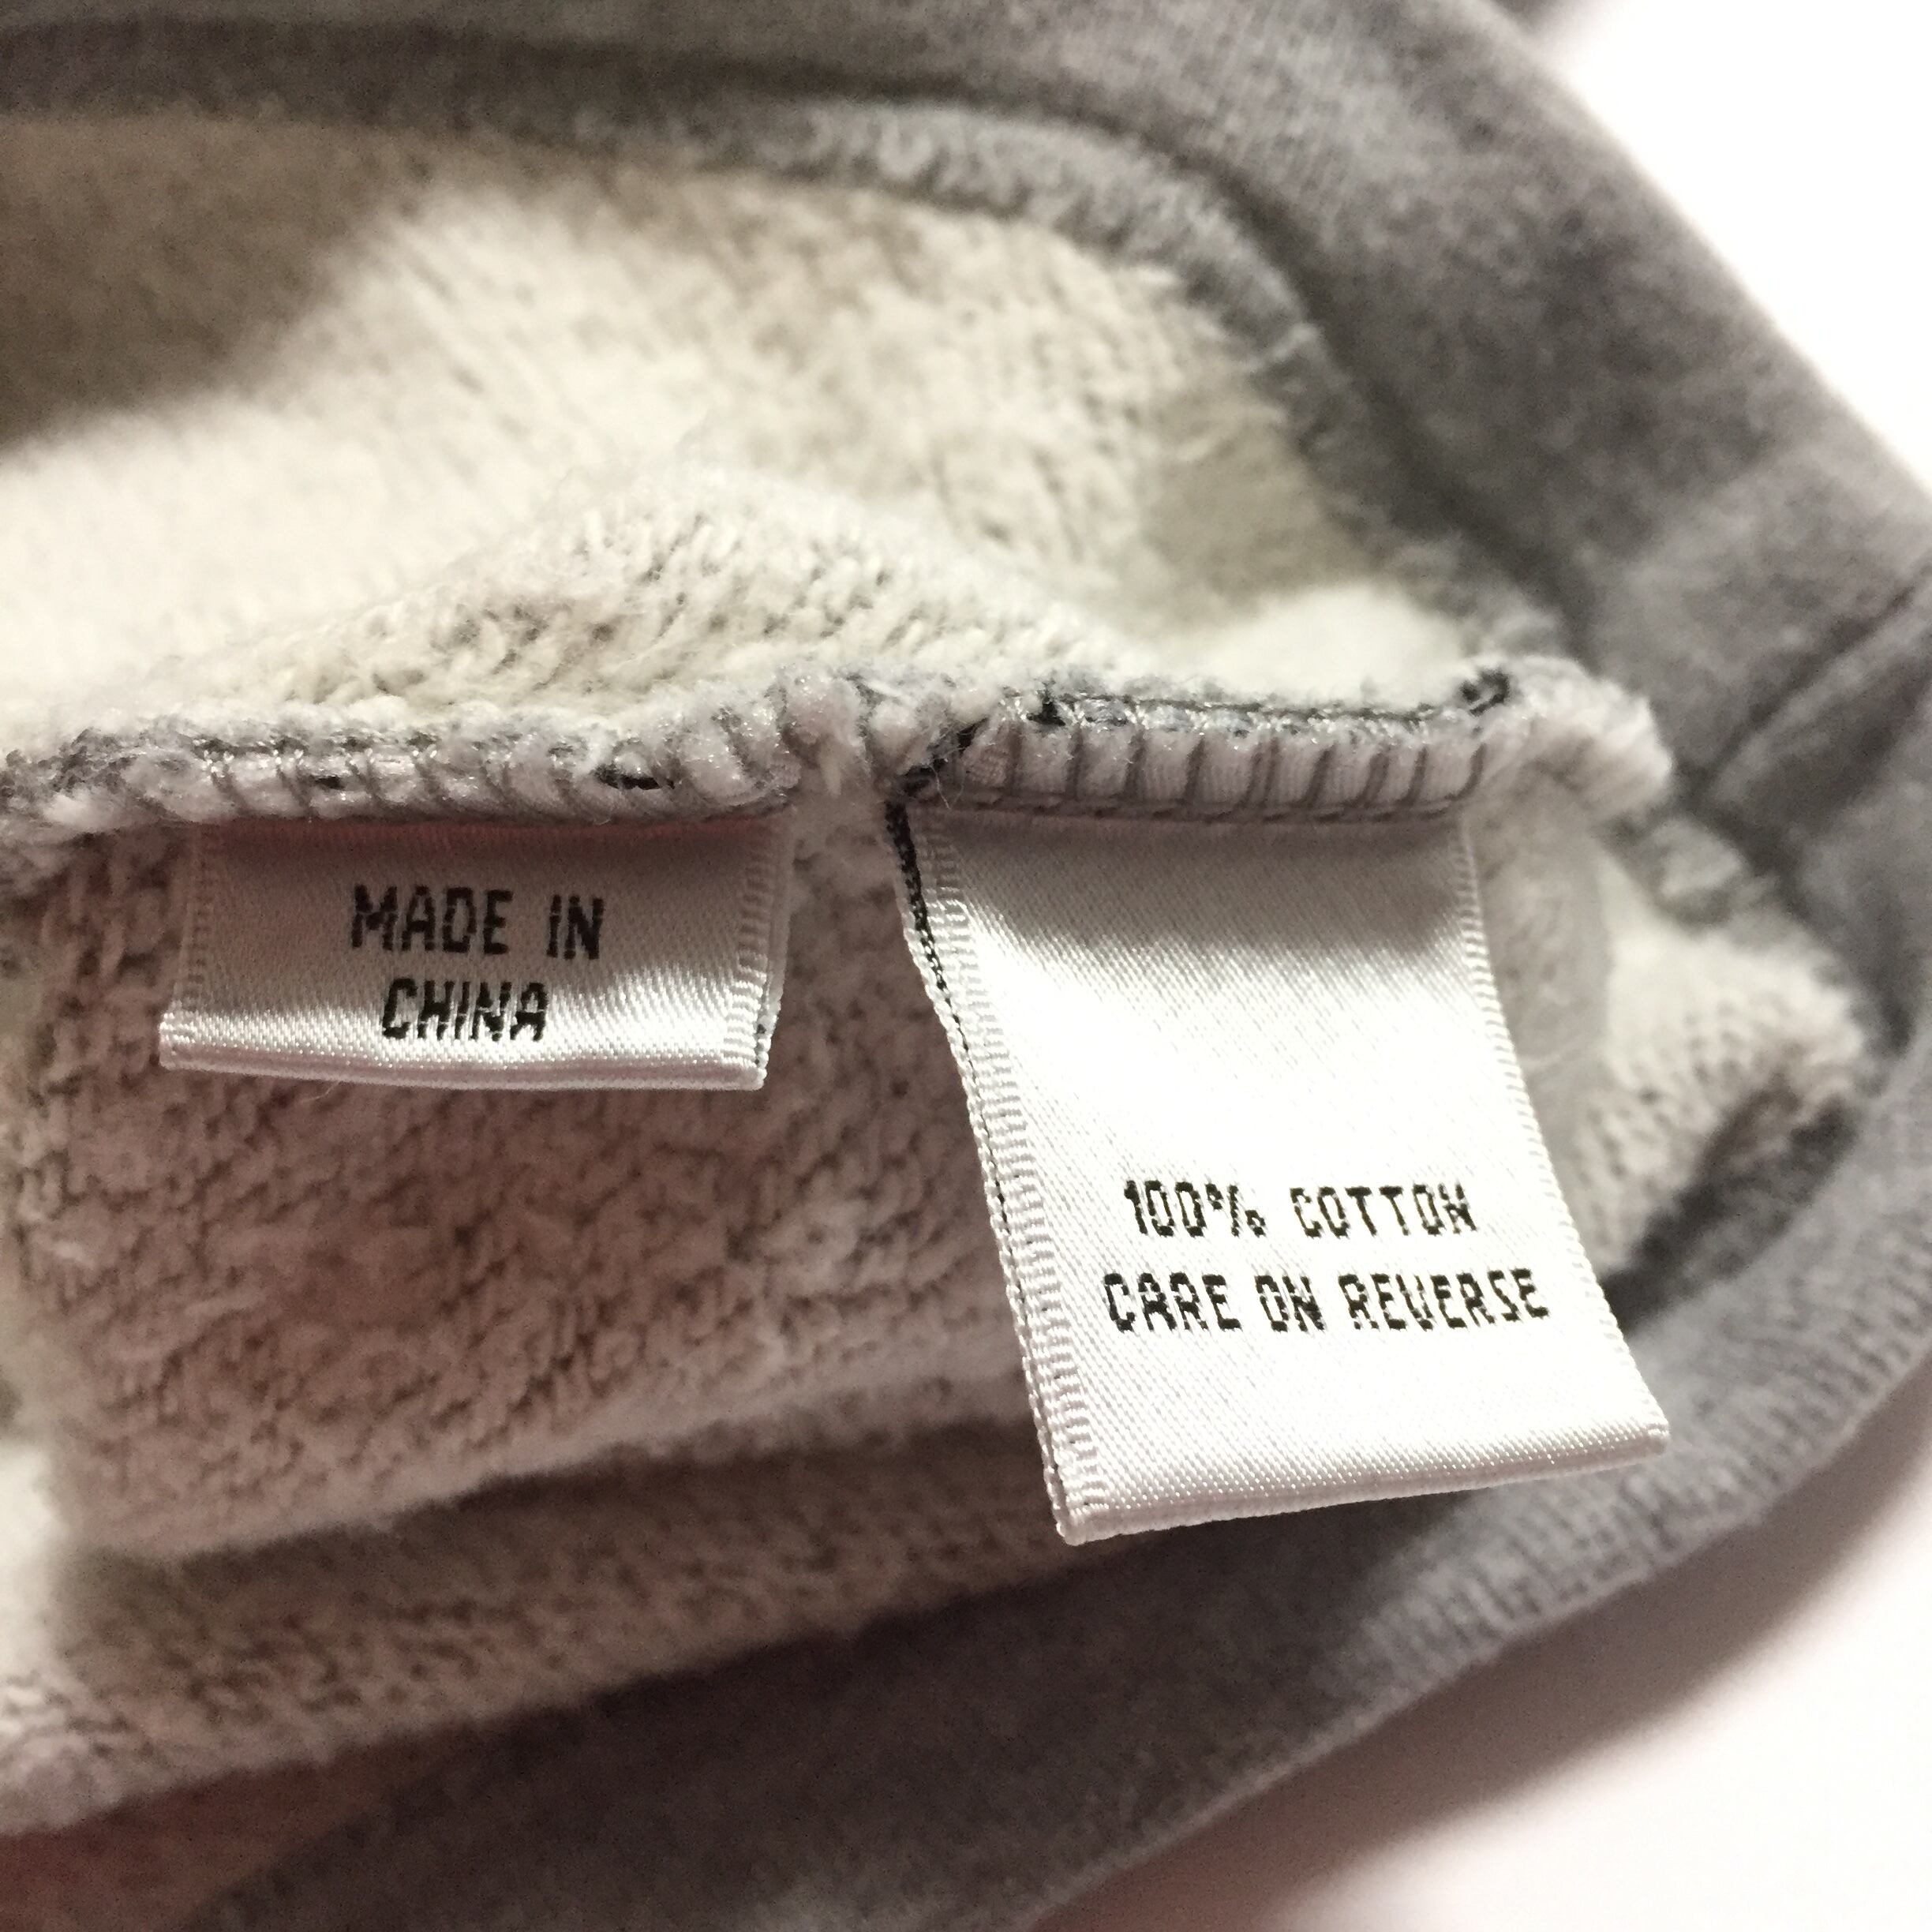 MADE IN
CHINA
100% COTTON
CARE ON REVERSE